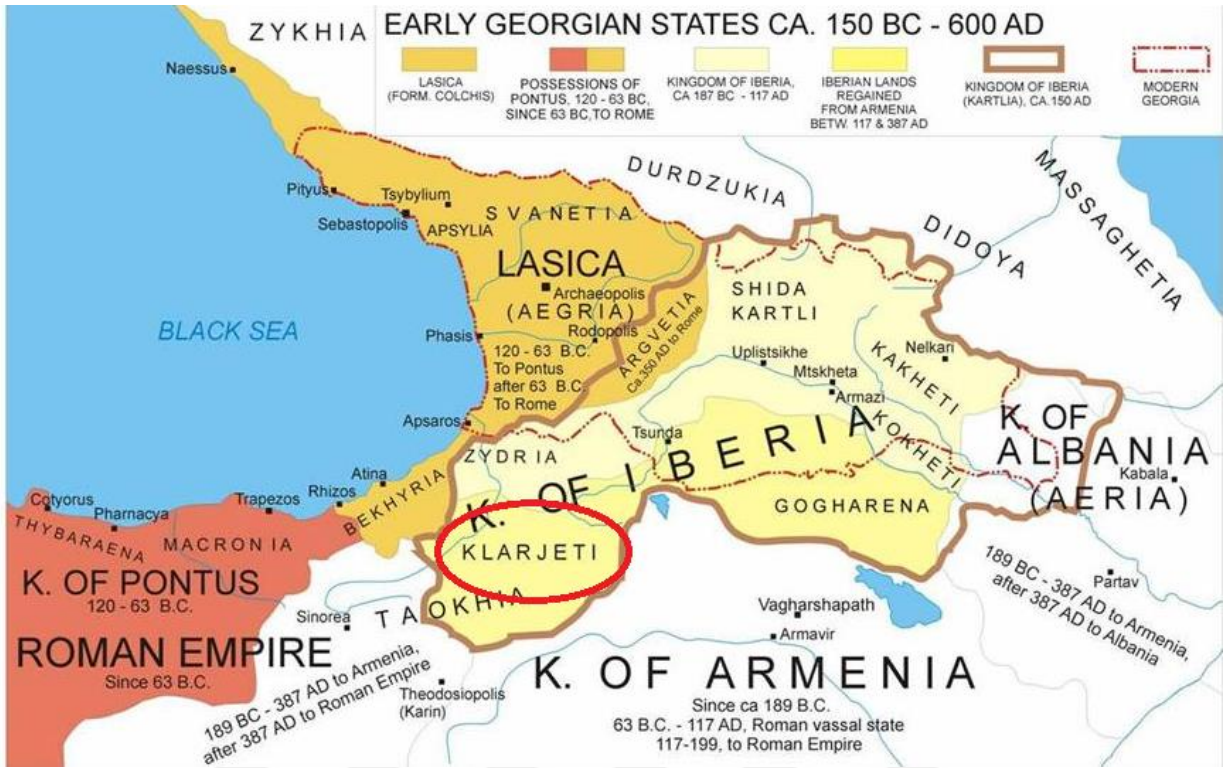 EARLY GEORGIAN STATES CA. 150 BC - 600 AD
LASICA
(FORM. COLCHIS)
POSSESSIONS OF
PONTUS, 120 - 63 BC,
SINCE 63 BC, TO ROME
KINGDOM OF IBERIA,
CA 187 BC - 117 AD
IBERIAN LANDS
REGAINED
FROM ARMENIA
BETW. 117 & 387 AD
KINGDOM OF IBERIA
(KARTLIA), CA.150 AD
MODERN
GEORGIA
ZYKHIA
Naessus
DURDZUKIA
MASSAGHETIA
DIDOYA
Pityus
Tsybylium
Sebastopolis
APSYLIA
SVANETIA
LASICA
Archaeopolis
(AEGRIA)
Rodopolis
Phasis
120 - 63 B.C.
To Pontus
after 63 B.C.
To Rome
ARGVETIA
Ca.350 AD to Rome
SHIDA
KARTLI
Uplistsikhe
Mtskheta
Armazi
Nelkari
KAKHETI
KOKHETI
BLACK SEA
Apsaros
Tsunda
ZYDRIA
K. OF IBERIA
K. OF
ALBANIA
(AERIA)
Kabala
GOGHARENA
Atina
Rhizos
Trapezos
Cotyorus
Pharnacya
THYBARAENA
MACRONIA
BEKHYRIA
KLARJETI
K. OF PONTUS
120 - 63 B.C.
Sinorea
TAOKHIA
ROMAN EMPIRE
Since 63 B.C.
189 BC - 387 AD to Armenia,
after 387 AD to Roman Empire
Theodosiopolis
(Karin)
Vagharshapath
Armavir
K. OF ARMENIA
Since ca 189 B.C.
63 B.C. - 117 AD, Roman vassal state
117-199, to Roman Empire
189 BC - 387 AD to Armenia,
after 387 AD to Albania
Partav